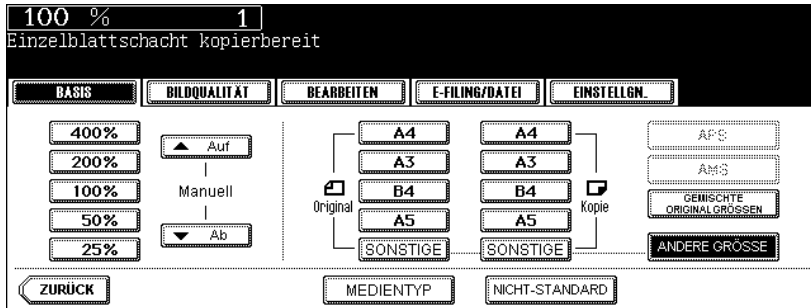 100 % 1
Einzelblattschacht kopierbereit
BASIS BILDQUALITÄT BEARBEITEN E-FILING/DATEI EINSTELLGN.
400%
200%
100%
50%
25%
Auf
Manuell
Ab
Original
A4
A3
B4
A5
SONSTIGE
A4
A3
B4
A5
SONSTIGE
Kopie
APS
AMS
GEMISCHTE
ORIGINALGRÖSSEN
ANDERE GRÖSSE
ZURÜCK
MEDIENTYP
NICHT-STANDARD